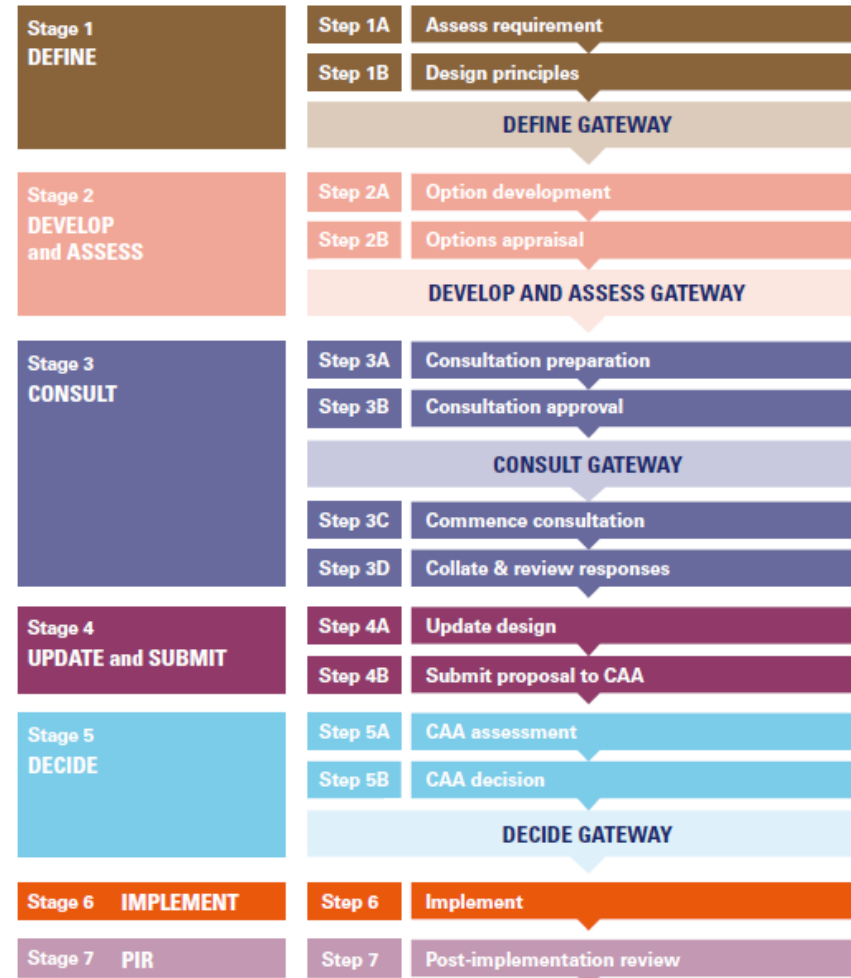 Stage 1
DEFINE
Step 1A Assess requirement
Step 1B Design principles
DEFINE GATEWAY
Stage 2
DEVELOP
and ASSESS
Step 2A Option development
Step 2B Options appraisal
DEVELOP AND ASSESS GATEWAY
Stage 3
CONSULT
Step 3A Consultation preparation
Step 3B Consultation approval
CONSULT GATEWAY
Step 3C Commence consultation
Step 3D Collate & review responses
Stage 4
UPDATE and SUBMIT
Step 4A Update design
Step 4B Submit proposal to CAA
Stage 5
DECIDE
Step 5A CAA assessment
Step 5B CAA decision
DECIDE GATEWAY
Stage 6 IMPLEMENT
Step 6 Implement
Stage 7 PIR
Step 7 Post-implementation review